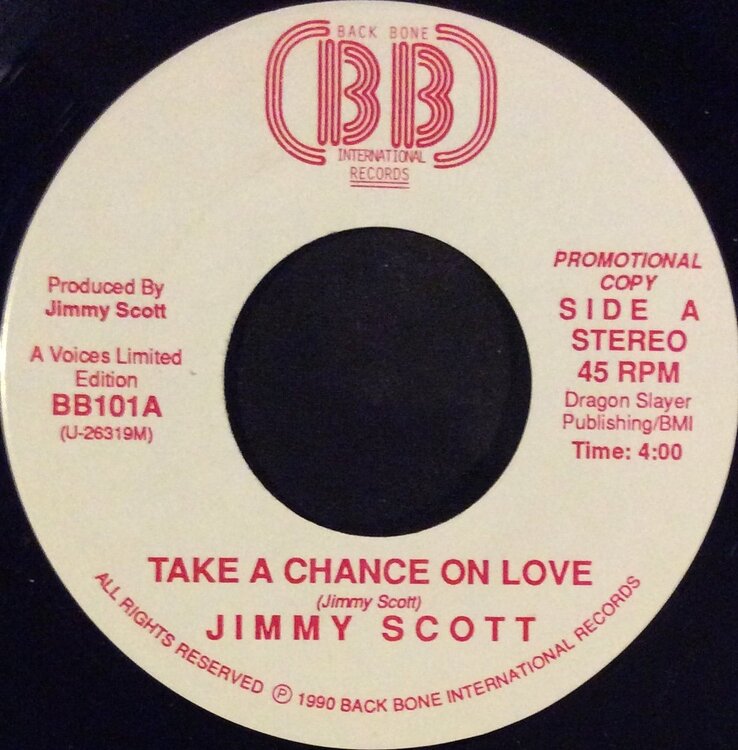 BACK BONE
BB
INTERNATIONAL
RECORDS
Produced By
Jimmy Scott
A Voices Limited
Edition
BB101A
(U-26319M)
PROMOTIONAL
COPY
SIDE A
STEREO
45 RPM
Dragon Slayer
Publishing/BMI
Time: 4:00
TAKE A CHANCE ON LOVE
(Jimmy Scott)
JIMMY SCOTT
ALL RIGHTS RESERVED Ⓟ 1990 BACK BONE INTERNATIONAL RECORDS